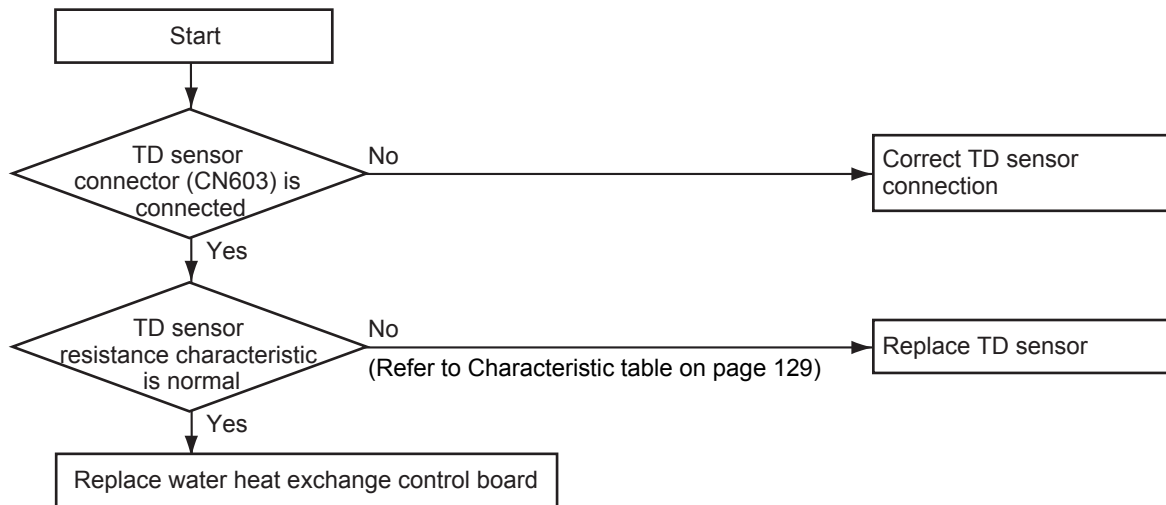 Start
TD sensor
connector (CN603) is
connected
No
Correct TD sensor
connection
Yes
TD sensor
resistance characteristic
is normal
No
(Refer to Characteristic table on page 129)
Replace TD sensor
Yes
Replace water heat exchange control board